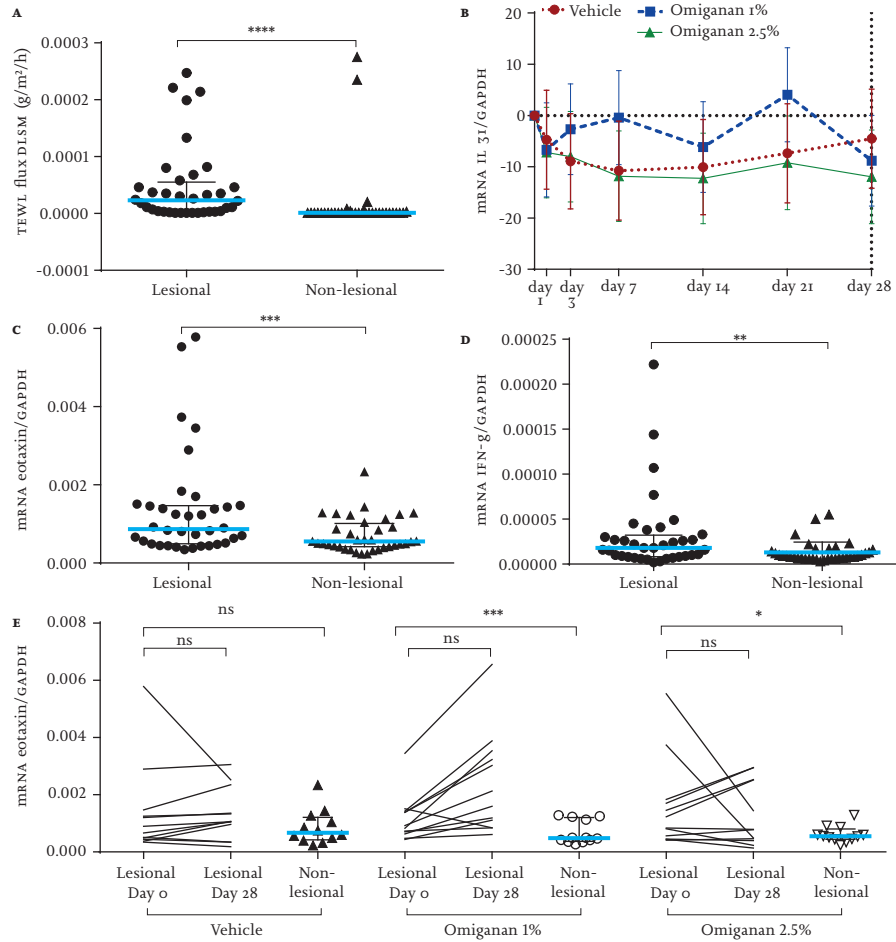 A
****
0.0003
0.0002
0.0001
0.0000
-0.0001
TEWL flux DLSM (g/m²/h)
Lesional
Non-lesional
B
Vehicle
Omiganan 1%
Omiganan 2.5%
20
10
0
-10
-20
-30
mRNA IL 31/GAPDH
day 1
day 3
day 7
day 14
day 21
day 28
C
***
0.006
0.004
0.002
0.000
mRNA eotaxin/GAPDH
Lesional
Non-lesional
D
**
0.00025
0.00020
0.00015
0.00010
0.00005
0.00000
mRNA IFN-g/GAPDH
Lesional
Non-lesional
E
ns
ns
***
ns
*
ns
0.008
0.006
0.004
0.002
0.000
mRNA eotaxin/GAPDH
Lesional
Day 0
Lesional
Day 28
Non-
lesional
Lesional
Day 0
Lesional
Day 28
Non-
lesional
Lesional
Day 0
Lesional
Day 28
Non-
lesional
Vehicle
Omiganan 1%
Omiganan 2.5%